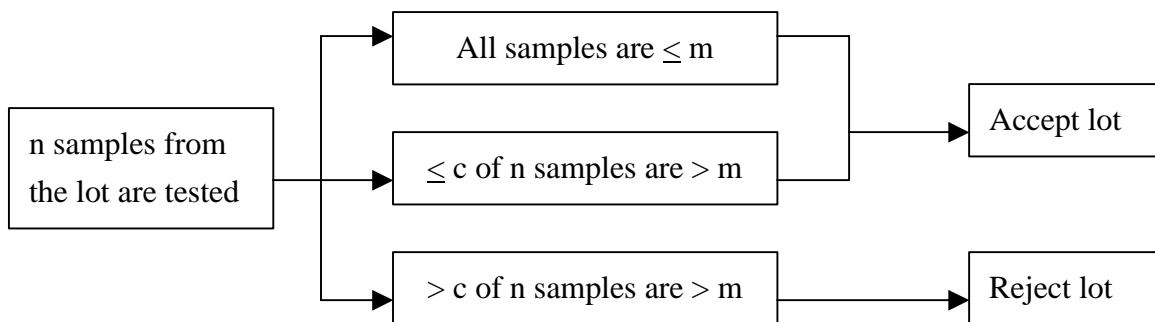 All samples are ≤ m
n samples from
the lot are tested
≤ c of n samples are > m
> c of n samples are > m
Accept lot
Reject lot